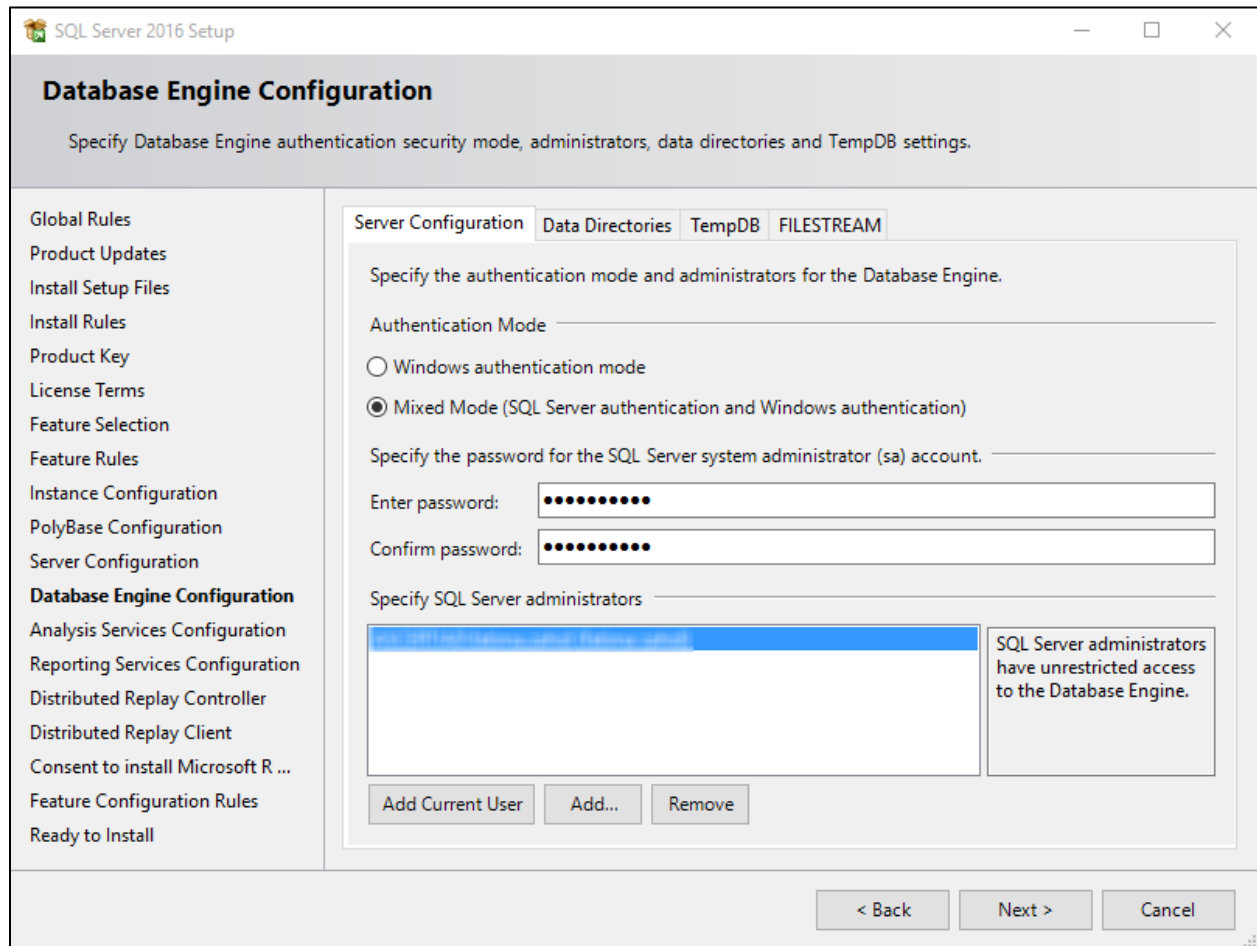 SQL Server 2016 Setup
Database Engine Configuration
Specify Database Engine authentication security mode, administrators, data directories and TempDB settings.
Global Rules
Product Updates
Install Setup Files
Install Rules
Product Key
License Terms
Feature Selection
Feature Rules
Instance Configuration
PolyBase Configuration
Server Configuration
Database Engine Configuration
Analysis Services Configuration
Reporting Services Configuration
Distributed Replay Controller
Distributed Replay Client
Consent to install Microsoft R ...
Feature Configuration Rules
Ready to Install
Server Configuration Data Directories TempDB FILESTREAM
Specify the authentication mode and administrators for the Database Engine.
Authentication Mode
Windows authentication mode
Mixed Mode (SQL Server authentication and Windows authentication)
Specify the password for the SQL Server system administrator (sa) account.
Enter password: ●●●●●●●●●●
Confirm password: ●●●●●●●●●●
Specify SQL Server administrators
SQL Server administrators
have unrestricted access
to the Database Engine.
Add Current User Add... Remove
< Back Next > Cancel